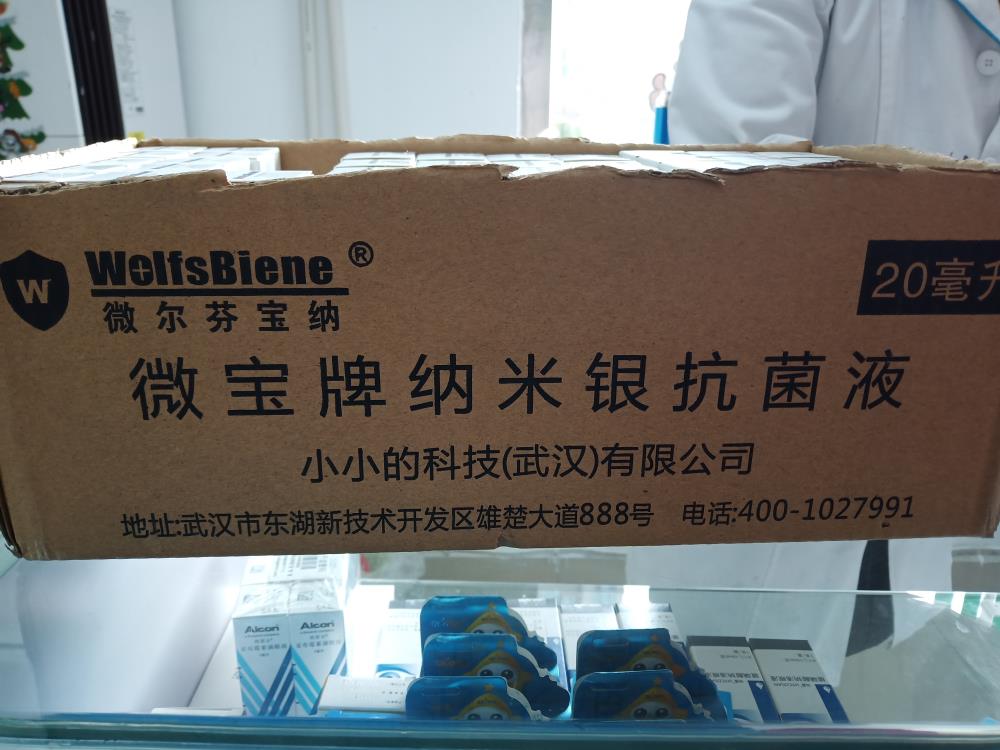 W
WolfsBiene®
微尔芬宝纳
20毫升
微宝牌纳米银抗菌液
小小的科技(武汉)有限公司
地址:武汉市东湖新技术开发区雄楚大道888号 电话:400-1027991
Alcon
Alcon